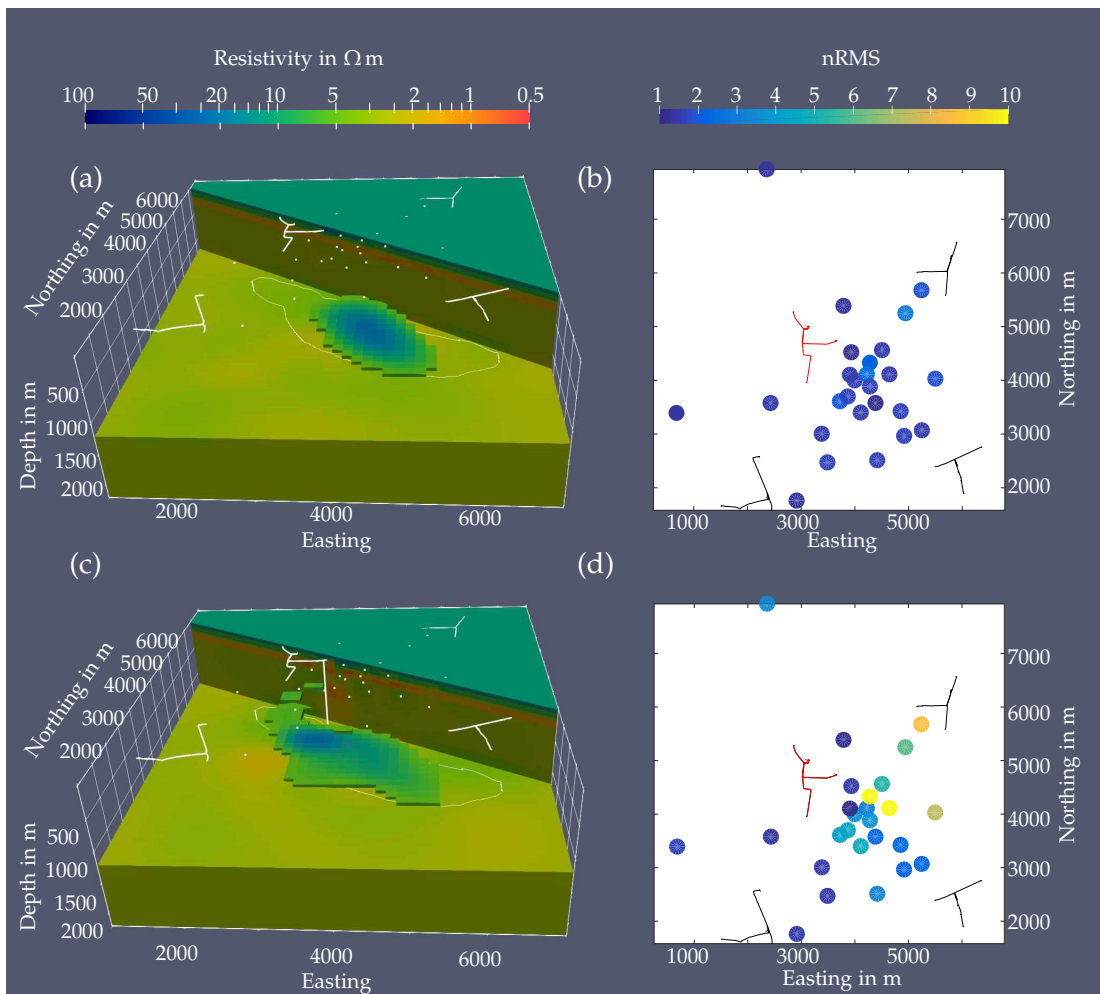 Resistivity in Ω m
100 50 20 10 5 2 1 0.5
nRMS
1 2 3 4 5 6 7 8 9 10
(a)
Northing in m
6000
5000
4000
3000
2000
Depth in m
500
1000
1500
2000
2000 4000 6000
Easting
(b)
7000
6000
5000
4000
3000
2000
Northing in m
1000 3000 5000
Easting
(c)
Northing in m
6000
5000
4000
3000
2000
Depth in m
500
1000
1500
2000
2000 4000 6000
Easting
(d)
7000
6000
5000
4000
3000
2000
Northing in m
1000 3000 5000
Easting in m